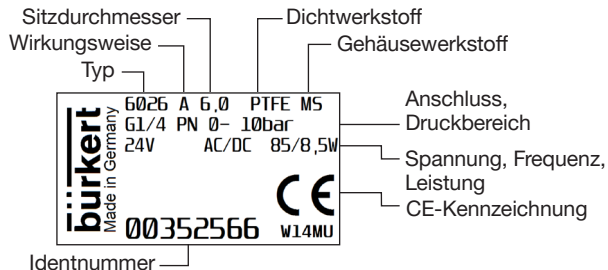 Sitzdurchmesser
Dichtwerkstoff
Wirkungsweise
Gehäusewerkstoff
Typ
bürkert
Made in Germany
6026 A 6,0 PTFE MS
G1/4 PN 0- 10bar
24V AC/DC 85/8,5W
CE
00352566 W14MU
Anschluss,
Druckbereich
Spannung, Frequenz,
Leistung
CE-Kennzeichnung
Identnummer